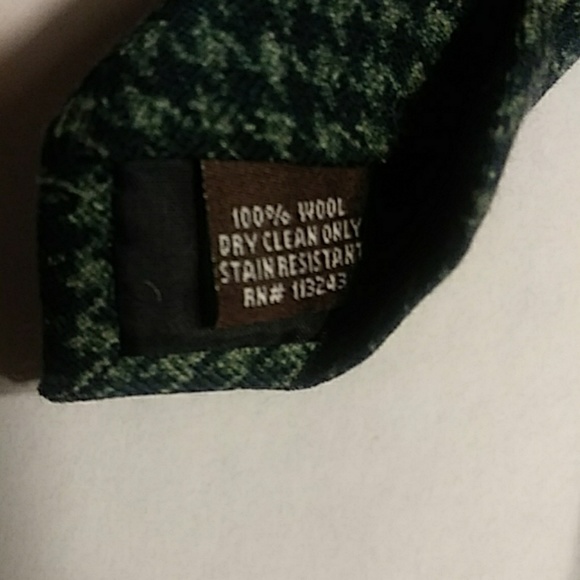 100% WOOL
DRY CLEAN ONLY
STAIN RESISTANT
RN# 113243